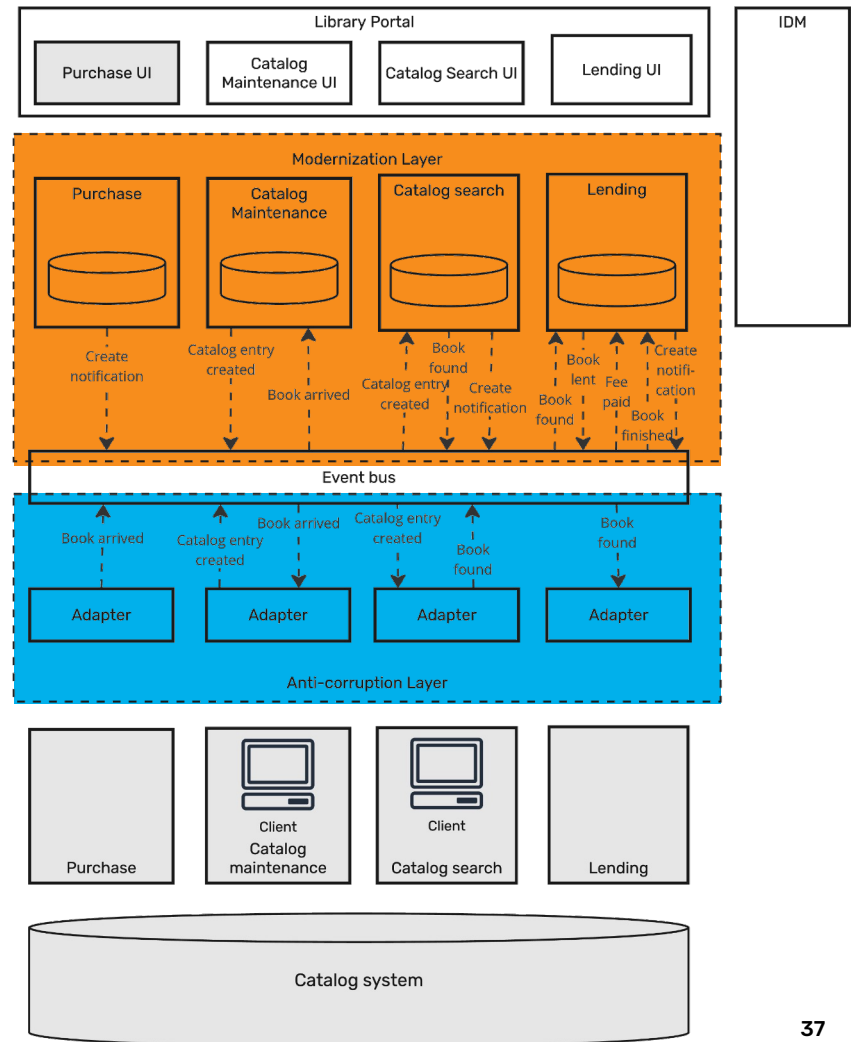 Library Portal
IDM
Purchase UI
Catalog
Maintenance UI
Catalog Search UI
Lending UI
Modernization Layer
Purchase
Catalog
Maintenance
Catalog search
Lending
Create
notification
Catalog entry
created
Book arrived
Catalog entry
created
Book
found
Create
notification
Book
found
Book
lent
Fee
paid
Book
finished
Create
notifi-
cation
Event bus
Book arrived
Catalog entry
created
Book arrived
Catalog entry
created
Book
found
Book
found
Adapter
Adapter
Adapter
Adapter
Anti-corruption Layer
Purchase
Client
Catalog
maintenance
Client
Catalog search
Lending
Catalog system
37